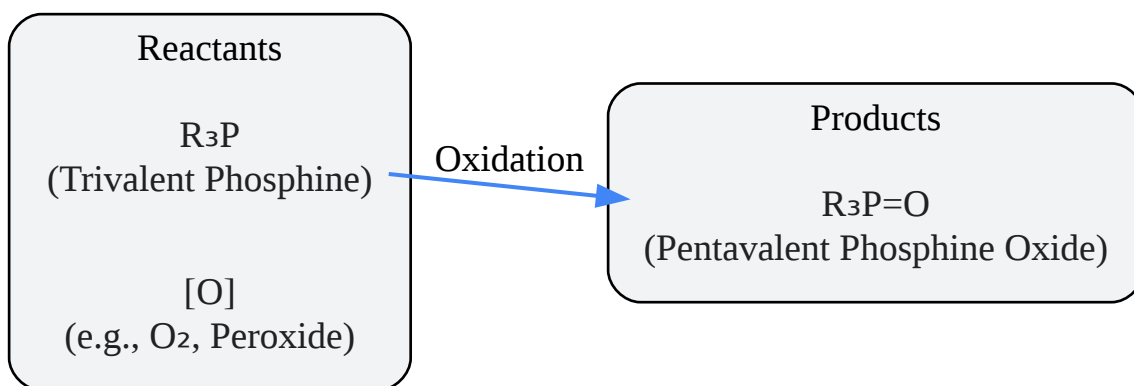 Reactants
R₃P
(Trivalent Phosphine)
[O]
(e.g., O₂, Peroxide)
Oxidation
Products
R₃P=O
(Pentavalent Phosphine Oxide)